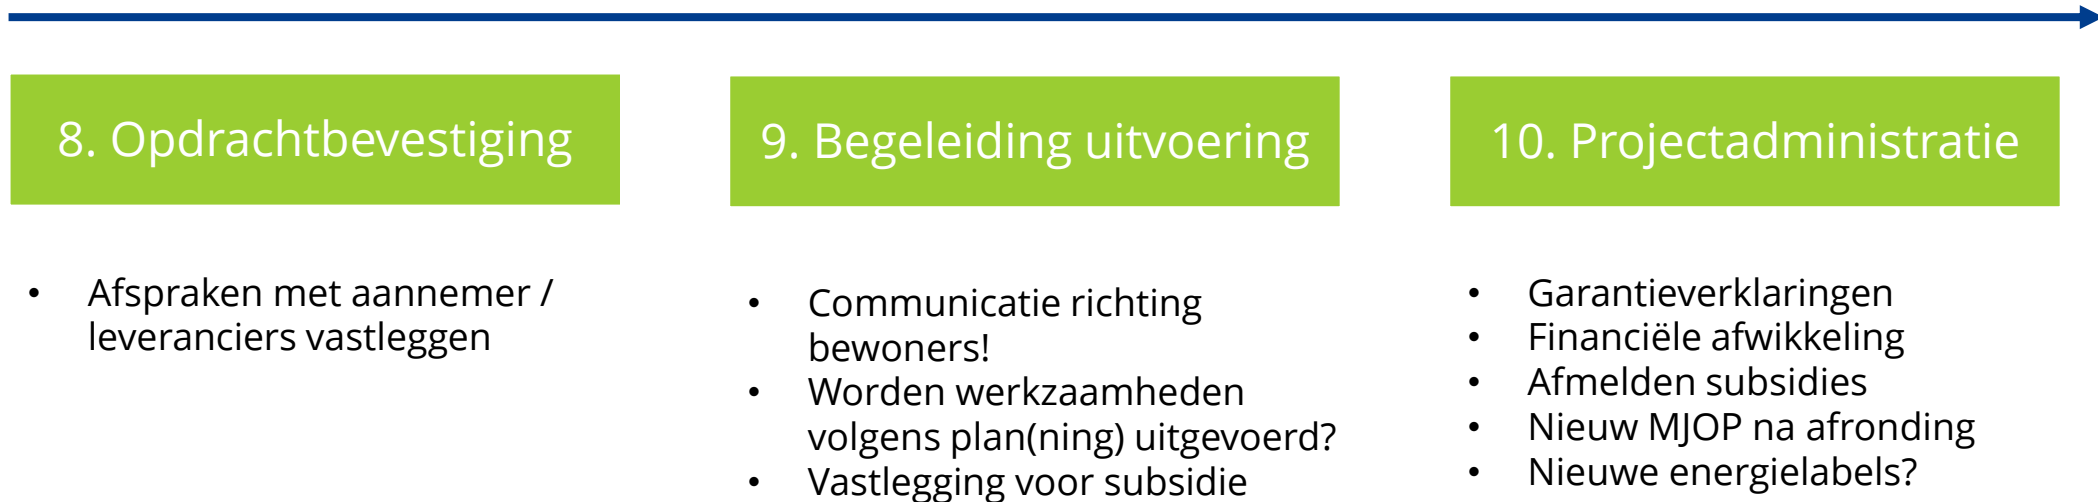 8. Opdrachtbevestiging
• Afspraken met aannemer /
leveranciers vastleggen
9. Begeleiding uitvoering
• Communicatie richting
bewoners!
• Worden werkzaamheden
volgens plan(ning) uitgevoerd?
• Vastlegging voor subsidie
10. Projectadministratie
• Garantieverklaringen
• Financiële afwikkeling
• Afmelden subsidies
• Nieuw MJOP na afronding
• Nieuwe energielabels?